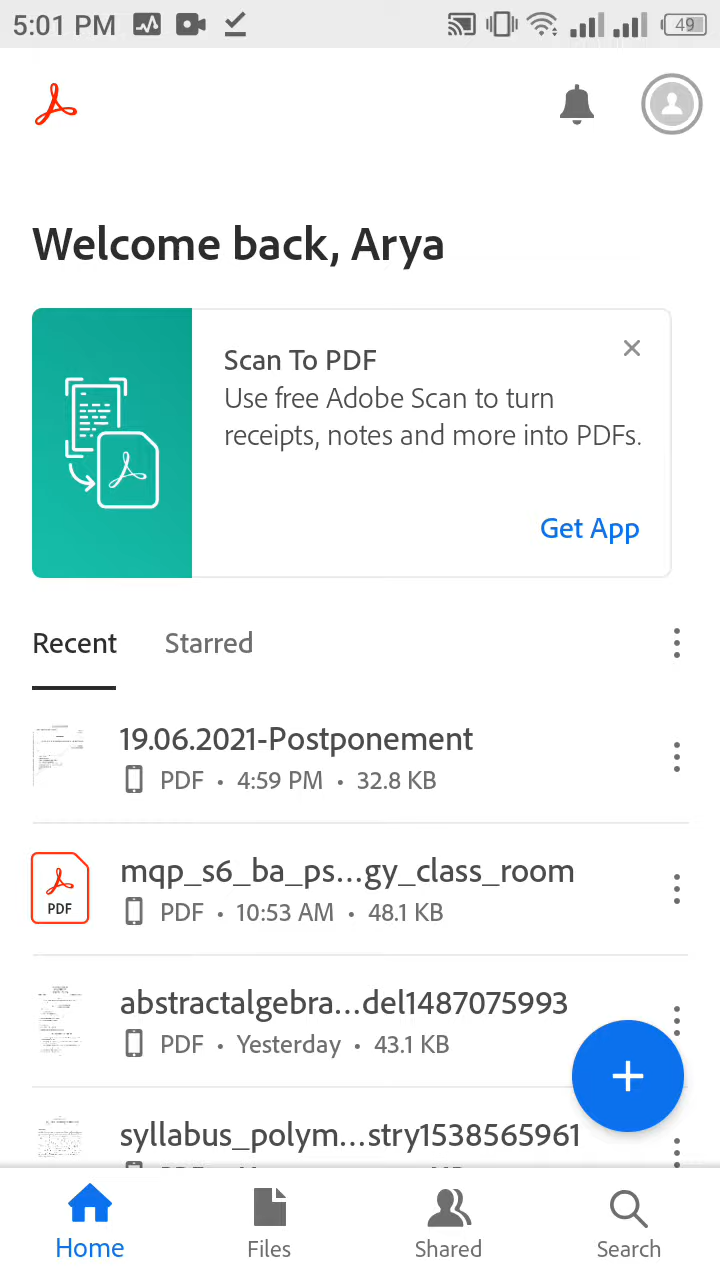 5:01 PM
49
Welcome back, Arya
Scan To PDF
Use free Adobe Scan to turn
receipts, notes and more into PDFs.
Get App
Recent Starred
19.06.2021-Postponement
PDF • 4:59 PM • 32.8 KB
mqp_s6_ba_ps...gy_class_room
PDF
PDF • 10:53 AM • 48.1 KB
abstractalgebra...del1487075993
PDF • Yesterday • 43.1 KB
syllabus_polym...stry1538565961
Home Files Shared Search